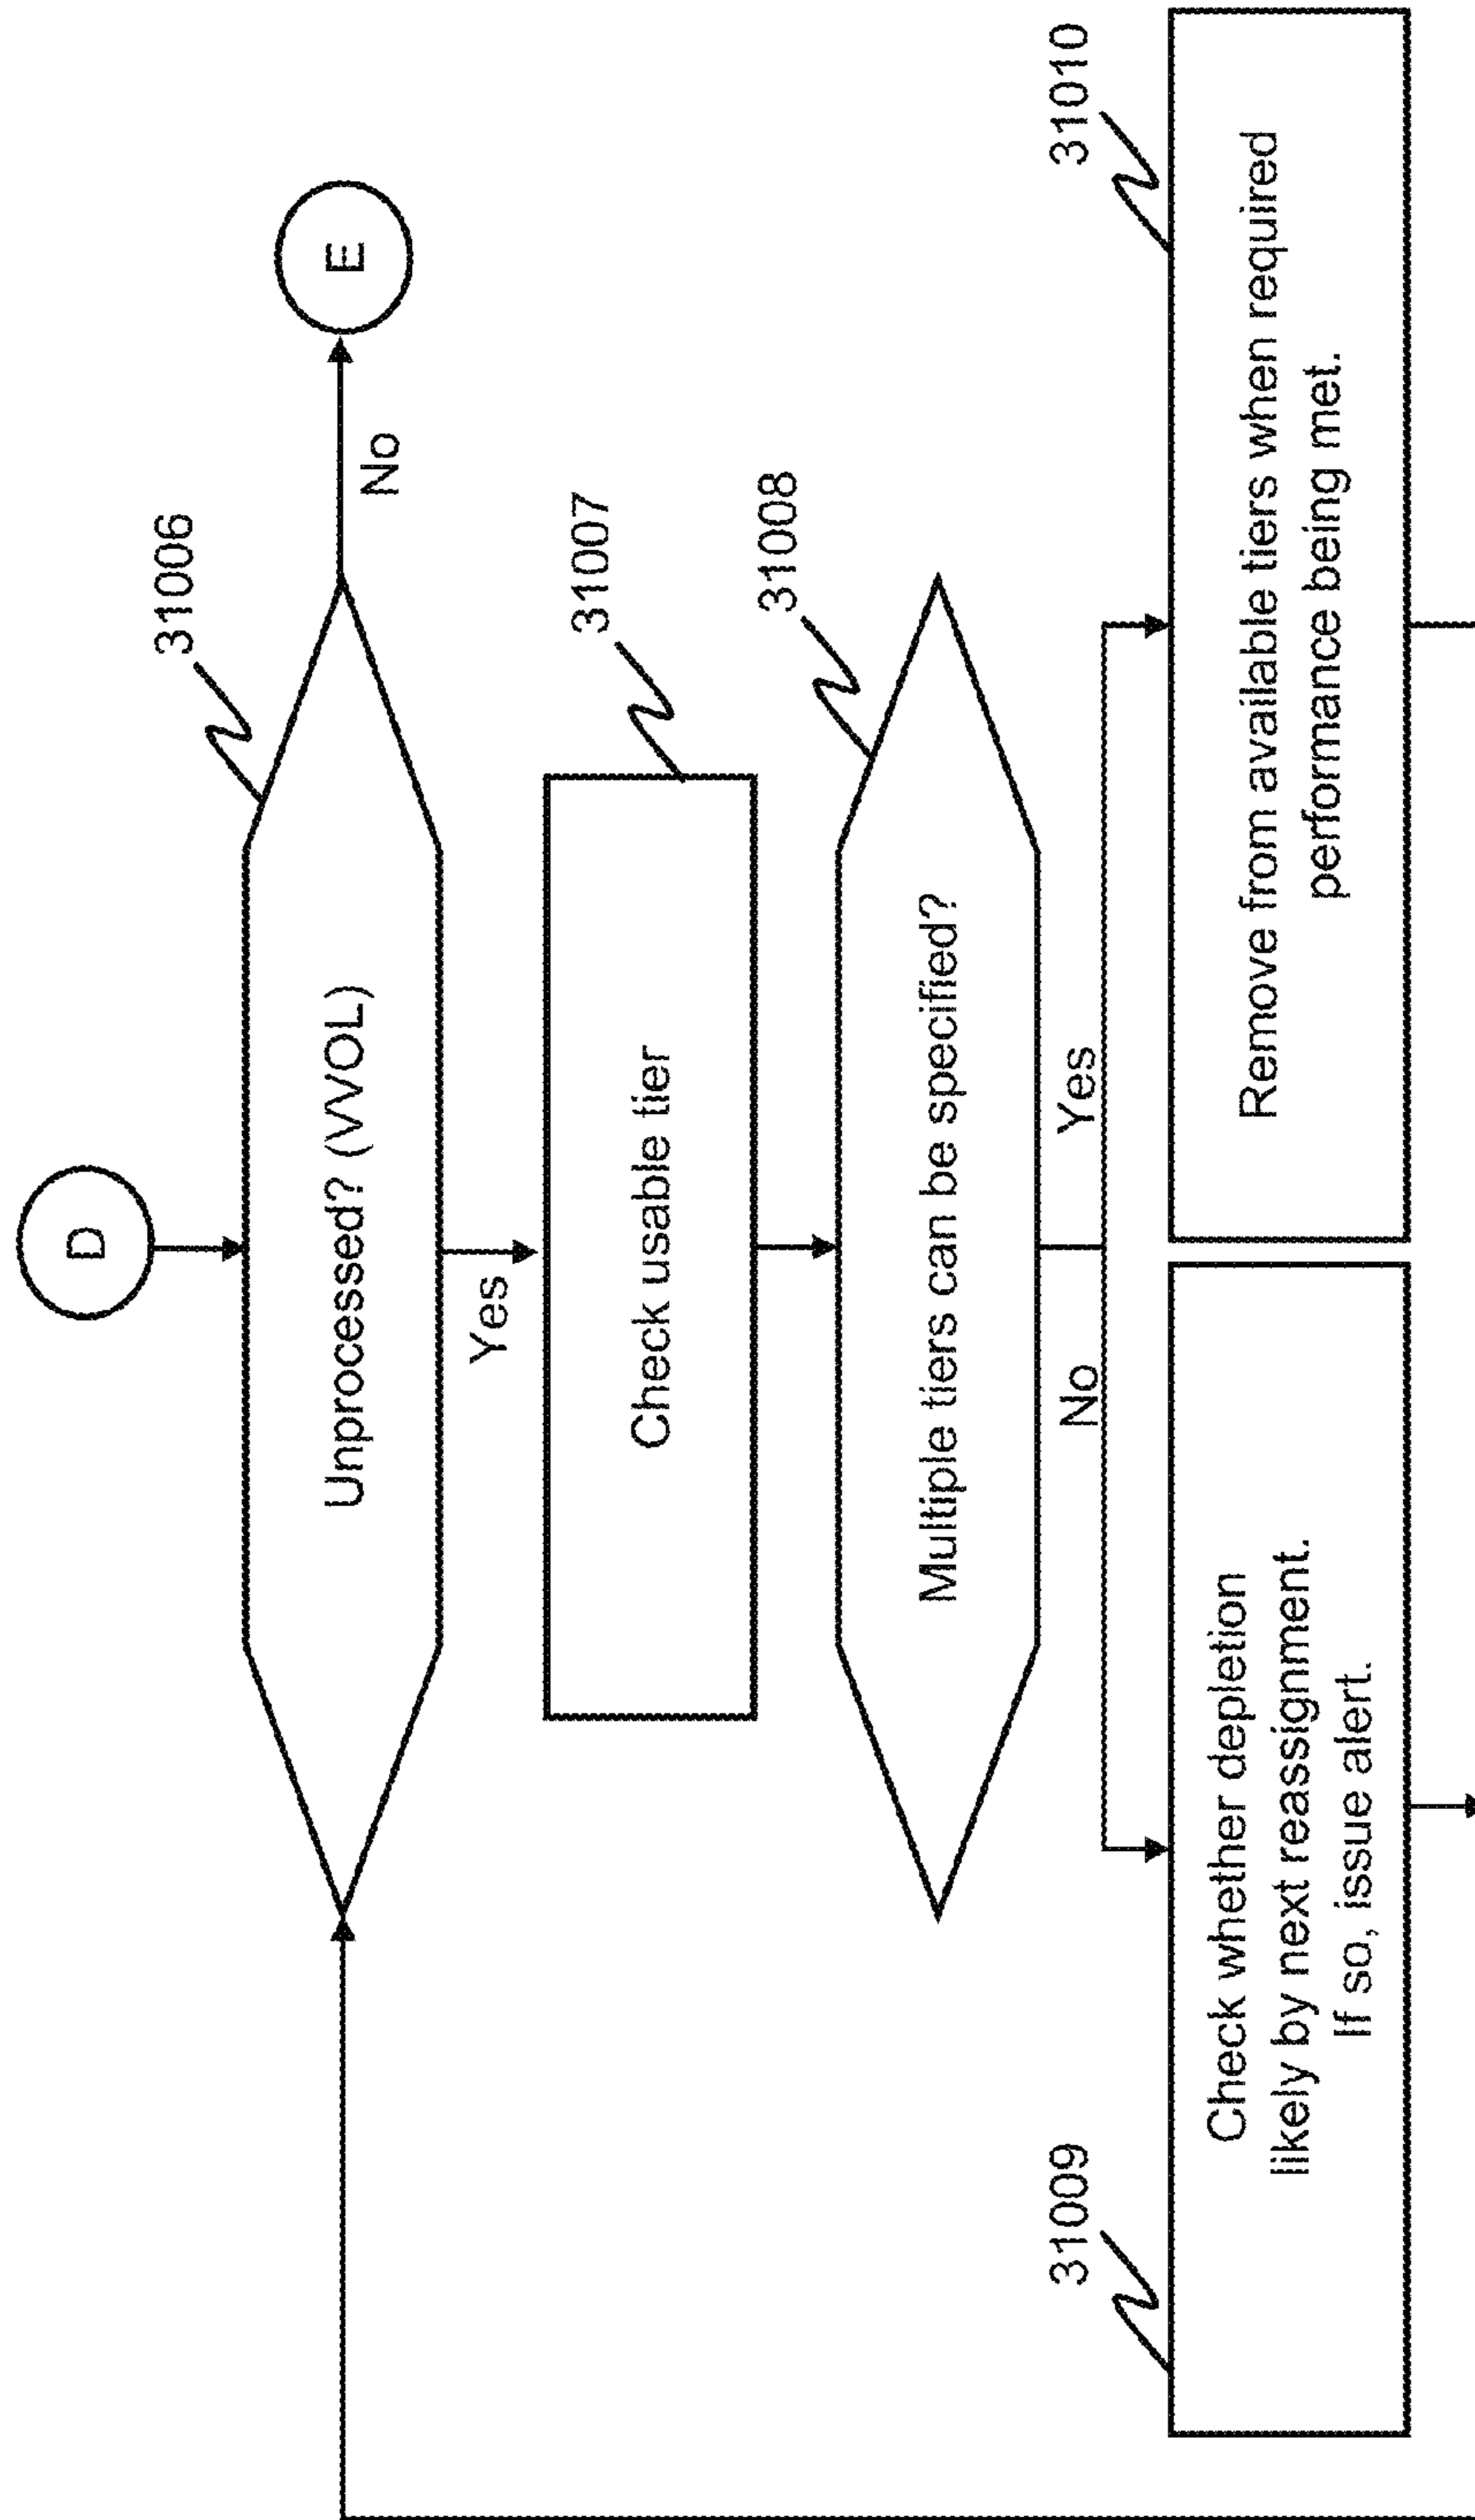 D
31006
Unprocessed? (VVOL)
E
No
Yes
31007
Check usable tier
31008
Multiple tiers can be specified?
No
Yes
31009
Check whether depletion
likely by next reassignment.
If so, issue alert.
31010
Remove from available tiers when required
performance being met.